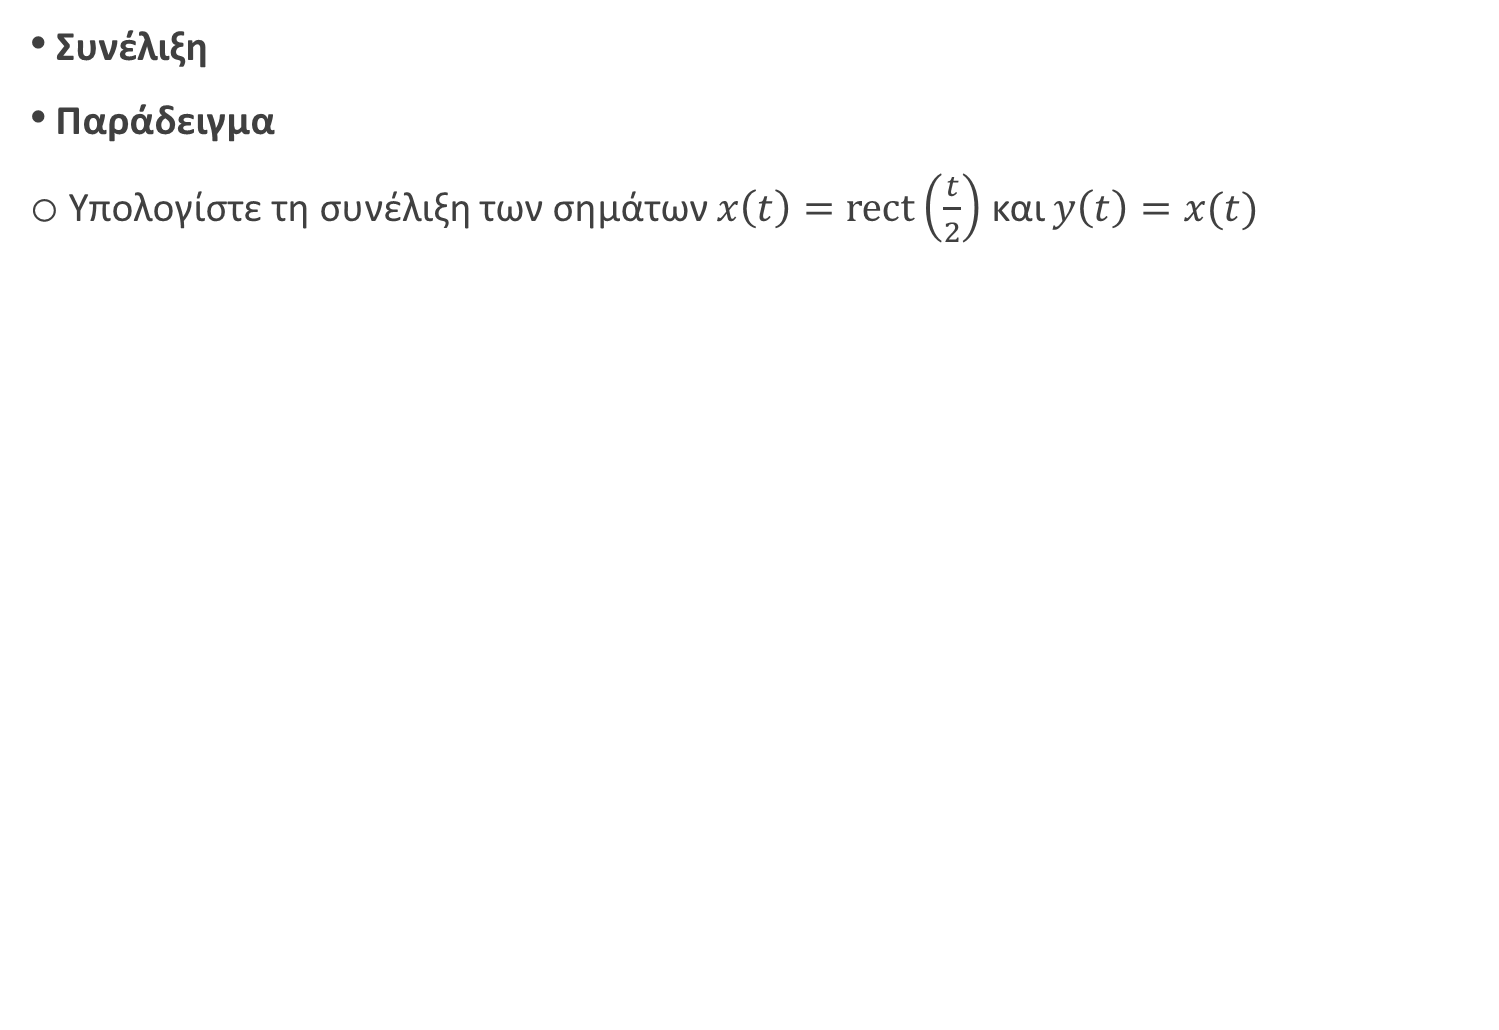 • Συνέλιξη
• Παράδειγμα
○ Υπολογίστε τη συνέλιξη των σημάτων x(t) = rect(t/2) και y(t) = x(t)